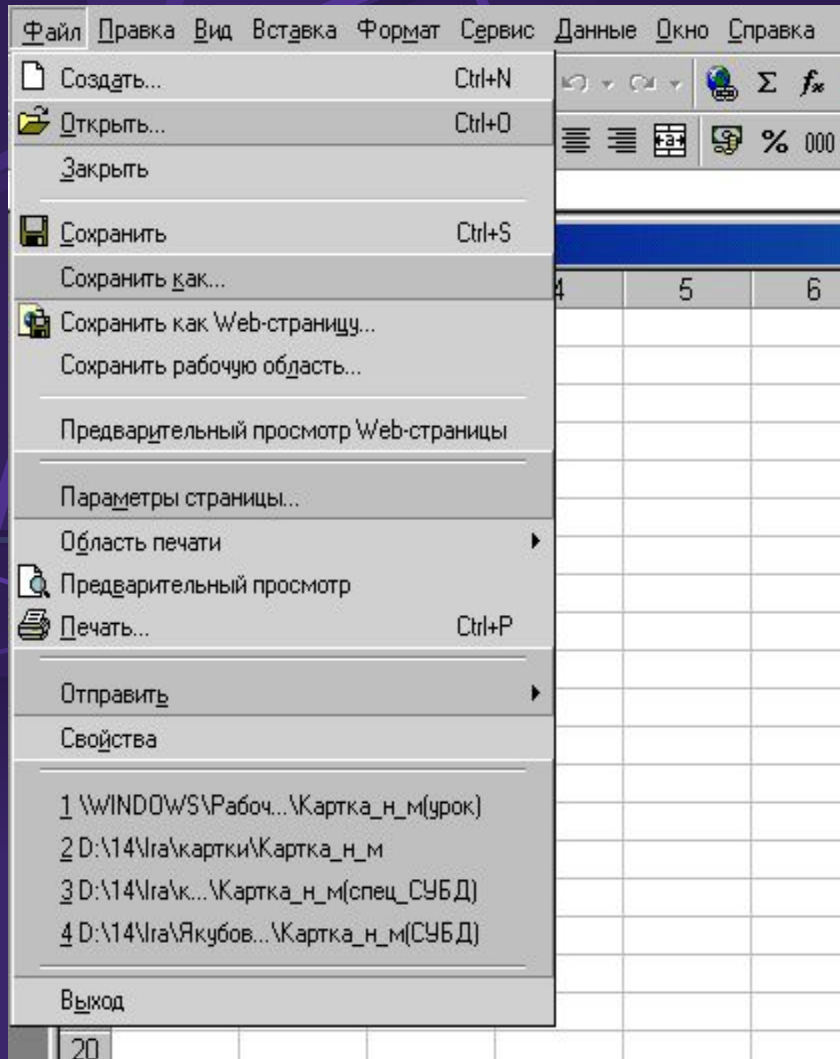 Файл Правка Вид Вставка Формат Сервис Данные Окно Справка
Создать... Ctrl+N
Открыть... Ctrl+O
Закрыть
Сохранить Ctrl+S
Сохранить как...
Сохранить как Web-страницу...
Сохранить рабочую область...
Предварительный просмотр Web-страницы
Параметры страницы...
Область печати
Предварительный просмотр
Печать... Ctrl+P
Отправить
Свойства
1 \WINDOWS\Рабоч...\Картка_н_м(урок)
2 D:\14\Ira\картки\Картка_н_м
3 D:\14\Ira\к...\Картка_н_м(спец_СУБД)
4 D:\14\Ira\Якубов...\Картка_н_м(СУБД)
Выход
Σ fx
% 000
4 5 6
20